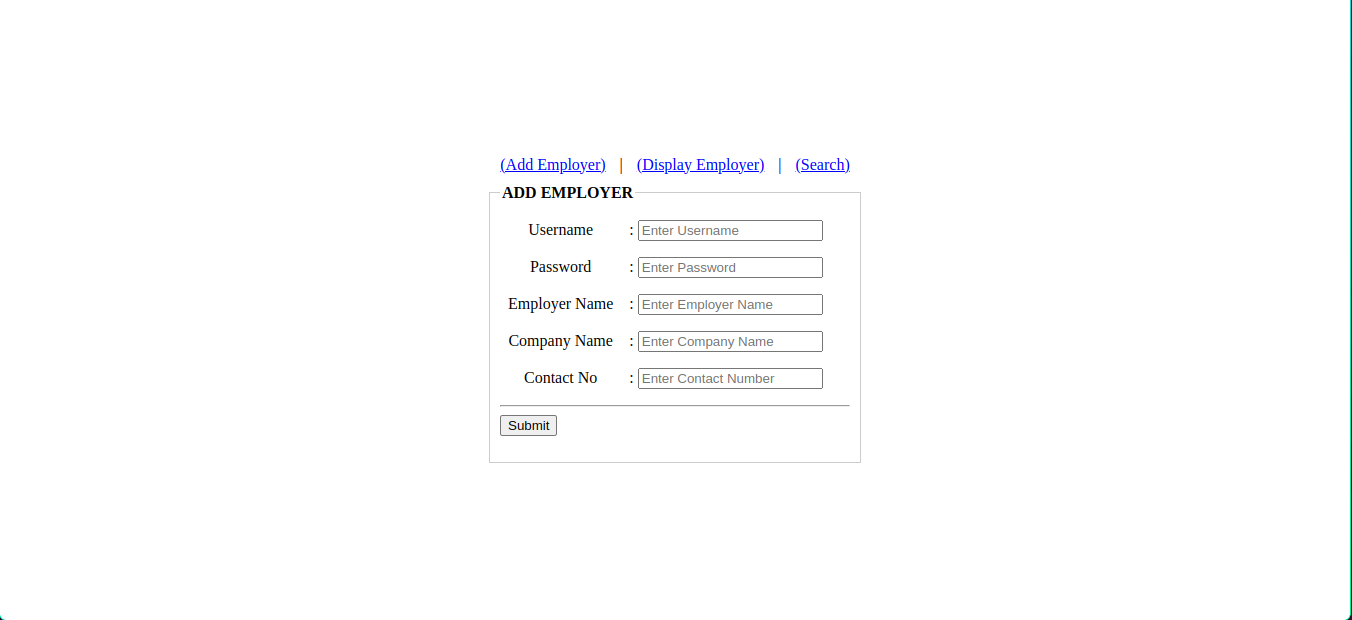 (Add Employer) | (Display Employer) | (Search)
ADD EMPLOYER
Username : Enter Username
Password : Enter Password
Employer Name : Enter Employer Name
Company Name : Enter Company Name
Contact No : Enter Contact Number
Submit